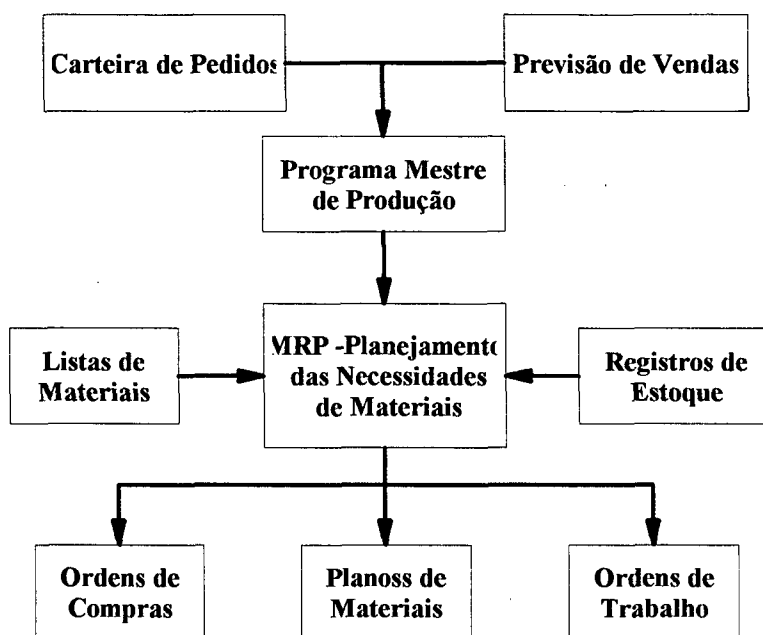 Carteira de Pedidos
Previsão de Vendas
Programa Mestre
de Produção
MRP -Planejamento
das Necessidades
de Materiais
Listas de
Materiais
Registros de
Estoque
Ordens de
Compras
Planoss de
Materiais
Ordens de
Trabalho